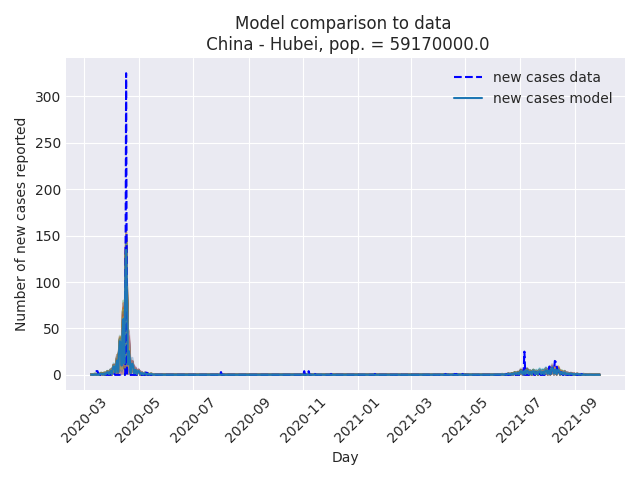 Model comparison to data
China - Hubei, pop. = 59170000.0
new cases data
new cases model
Number of new cases reported
300
250
200
150
100
50
0
2020-03
2020-05
2020-07
2020-09
2020-11
2021-01
2021-03
2021-05
2021-07
2021-09
Day